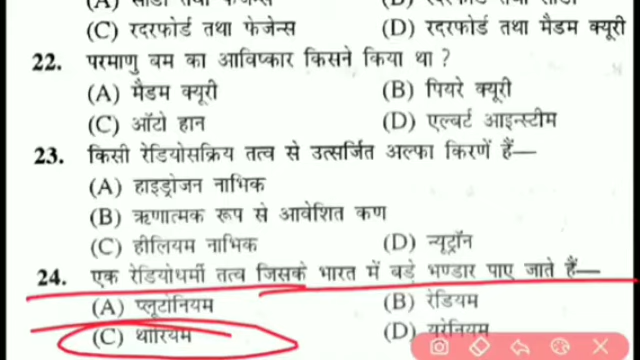 (C) रदरफोर्ड तथा फेजेन्स (D) रदरफोर्ड तथा मैडम क्यूरी
22. परमाणु बम का आविष्कार किसने किया था ?
(A) मैडम क्यूरी (B) पियरे क्यूरी
(C) ऑटो हान (D) एल्बर्ट आइन्स्टीम
23. किसी रेडियोसक्रिय तत्व से उत्सर्जित अल्फा किरणें हैं—
(A) हाइड्रोजन नाभिक
(B) ऋणात्मक रूप से आवेशित कण
(C) हीलियम नाभिक (D) न्यूट्रॉन
24. एक रेडियोधर्मी तत्व जिसके भारत में बड़े भण्डार पाए जाते हैं—
(A) प्लूटोनियम (B) रेडियम
(C) थोरियम (D) यूरेनियम